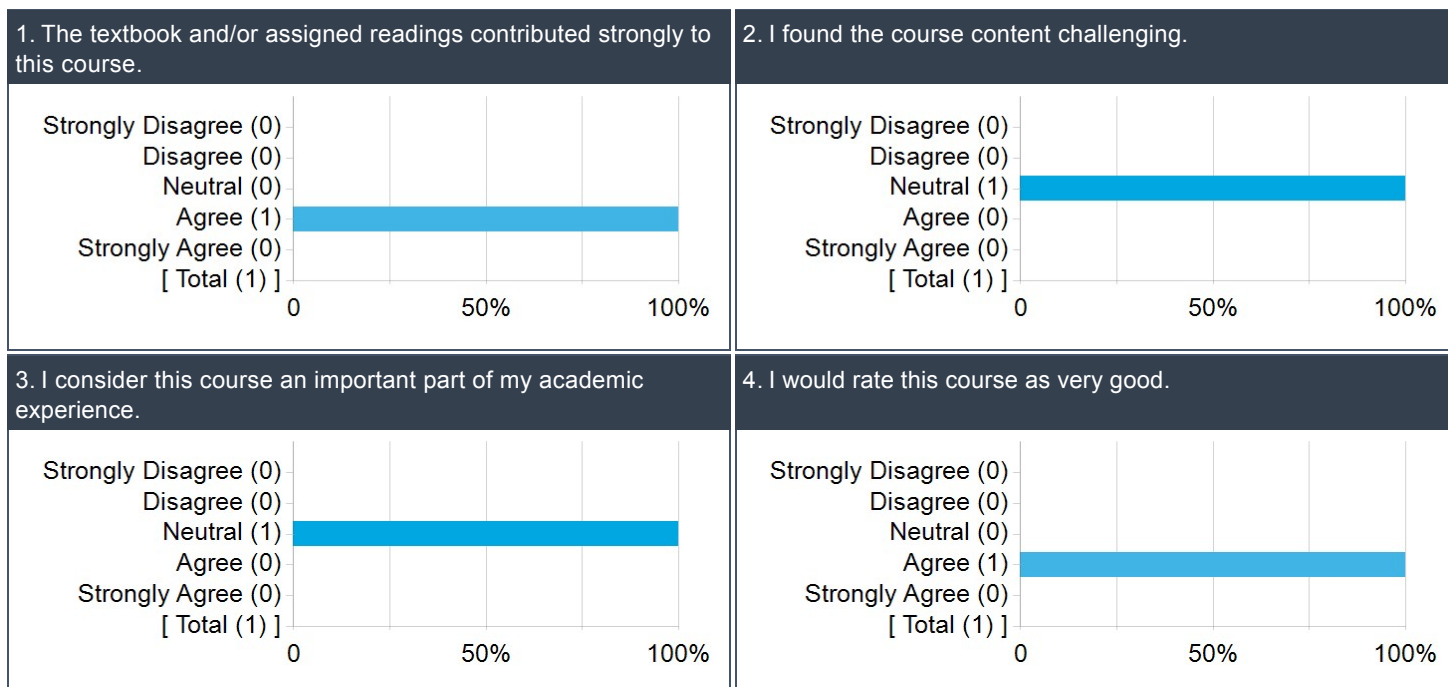 1. The textbook and/or assigned readings contributed strongly to
this course.
Strongly Disagree (0)
Disagree (0)
Neutral (0)
Agree (1)
Strongly Agree (0)
[ Total (1) ]
0 50% 100%
2. I found the course content challenging.
Strongly Disagree (0)
Disagree (0)
Neutral (1)
Agree (0)
Strongly Agree (0)
[ Total (1) ]
0 50% 100%
3. I consider this course an important part of my academic
experience.
Strongly Disagree (0)
Disagree (0)
Neutral (1)
Agree (0)
Strongly Agree (0)
[ Total (1) ]
0 50% 100%
4. I would rate this course as very good.
Strongly Disagree (0)
Disagree (0)
Neutral (0)
Agree (1)
Strongly Agree (0)
[ Total (1) ]
0 50% 100%